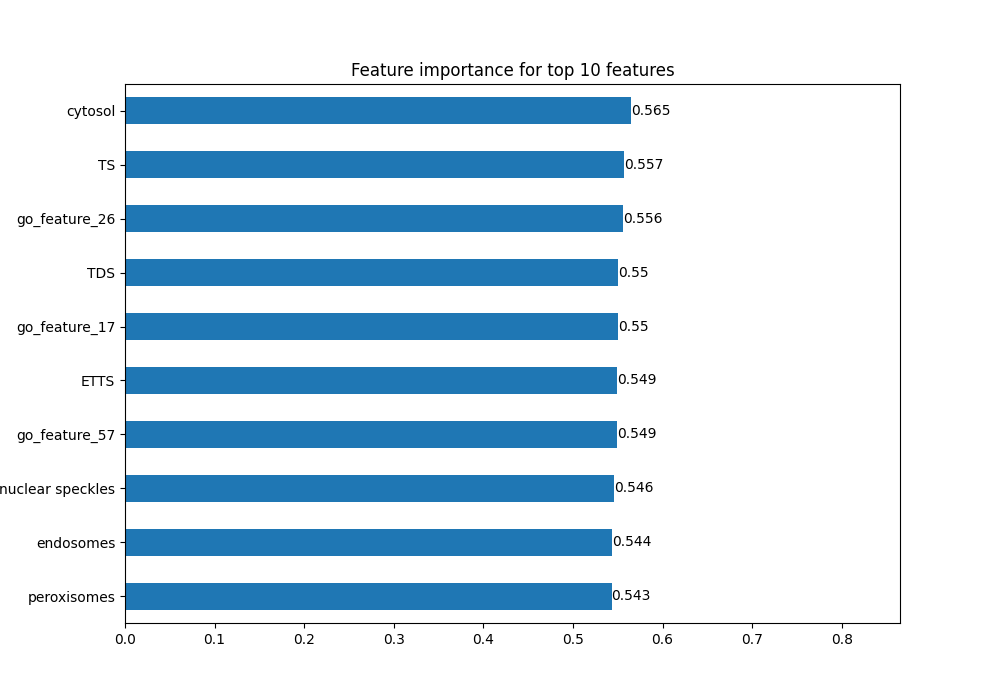 Feature importance for top 10 features
cytosol 0.565
TS 0.557
go_feature_26 0.556
TDS 0.55
go_feature_17 0.55
ETTS 0.549
go_feature_57 0.549
nuclear speckles 0.546
endosomes 0.544
peroxisomes 0.543
0.0 0.1 0.2 0.3 0.4 0.5 0.6 0.7 0.8